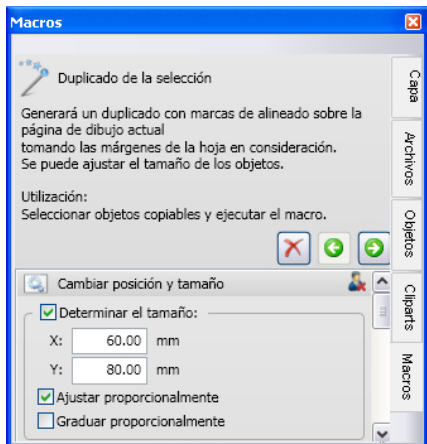 Macros
Duplicado de la selección
Generará un duplicado con marcas de alineado sobre la
página de dibujo actual
tomando las márgenes de la hoja en consideración.
Se puede ajustar el tamaño de los objetos.
Utilización:
Seleccionar objetos copiables y ejecutar el macro.
Cambiar posición y tamaño
Determinar el tamaño:
X: 60.00 mm
Y: 80.00 mm
Ajustar proporcionalmente
Graduar proporcionalmente
Capa
Archivos
Objetos
Cliparts
Macros